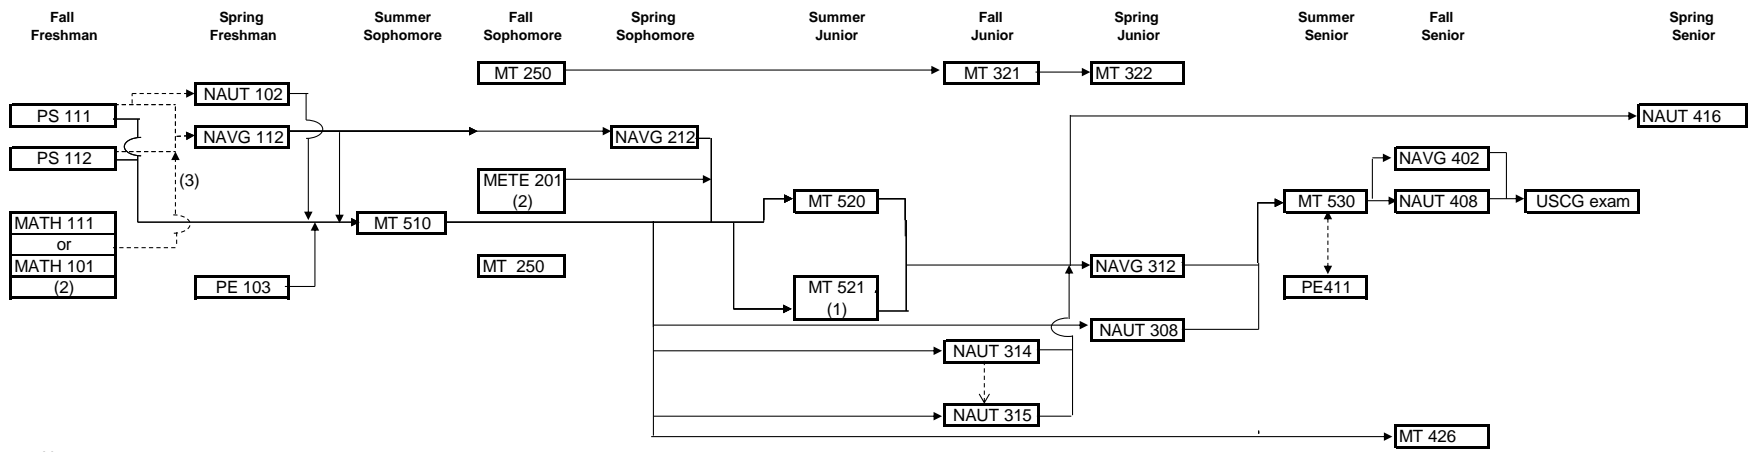 Fall Spring Summer Fall Spring Summer Fall Spring Summer Fall Spring
Freshman Freshman Sophomore Sophomore Sophomore Junior Junior Junior Senior Senior Senior
MT 250 MT 321 MT 322
NAUT 102
PS 111 NAUT 416
NAVG 112 NAVG 212
PS 112 NAVG 402
(3) METE 201
(2) MT 520 MT 530 NAUT 408 USCG exam
MATH 111 MT 510
or
MATH 101 MT 250 NAVG 312
(2) PE 103 MT 521 PE411
(1)
NAUT 308
NAUT 314
NAUT 315
MT 426